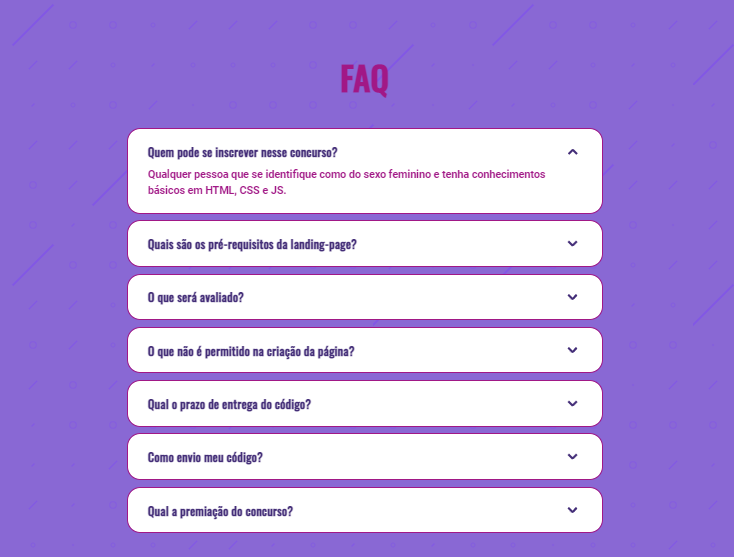 FAQ
Quem pode se inscrever nesse concurso?
Qualquer pessoa que se identifique como do sexo feminino e tenha conhecimentos
básicos em HTML, CSS e JS.
Quais são os pré-requisitos da landing-page?
O que será avaliado?
O que não é permitido na criação da página?
Qual o prazo de entrega do código?
Como envio meu código?
Qual a premiação do concurso?